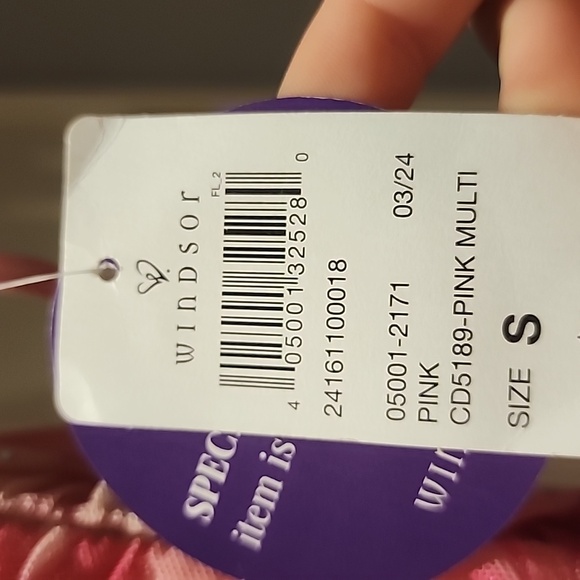 WINDSOR
FL_2
4 05001 32528 0
24161100018
05001-2171 03/24
PINK
CD5189-PINK MULTI
SIZE S
SPEC
item is
WIN